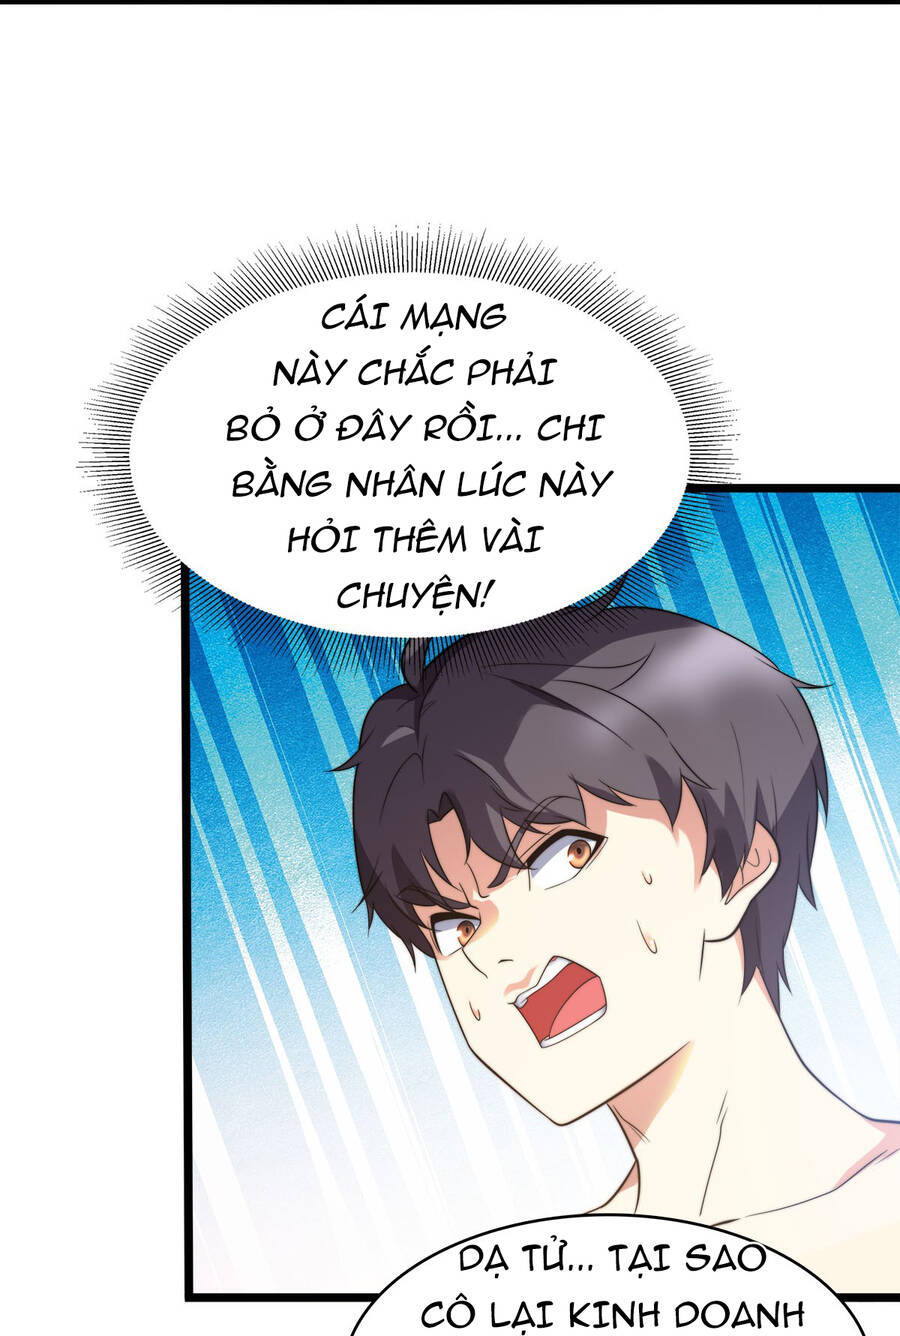 CÁI MẠNG
NÀY CHẮC PHẢI
BỎ Ở ĐÂY RỒI... CHI
BẰNG NHÂN LÚC NÀY
HỎI THÊM VÀI
CHUYỆN!
DẠ TỬ... TẠI SAO
CÔ LẠI KINH DOANH